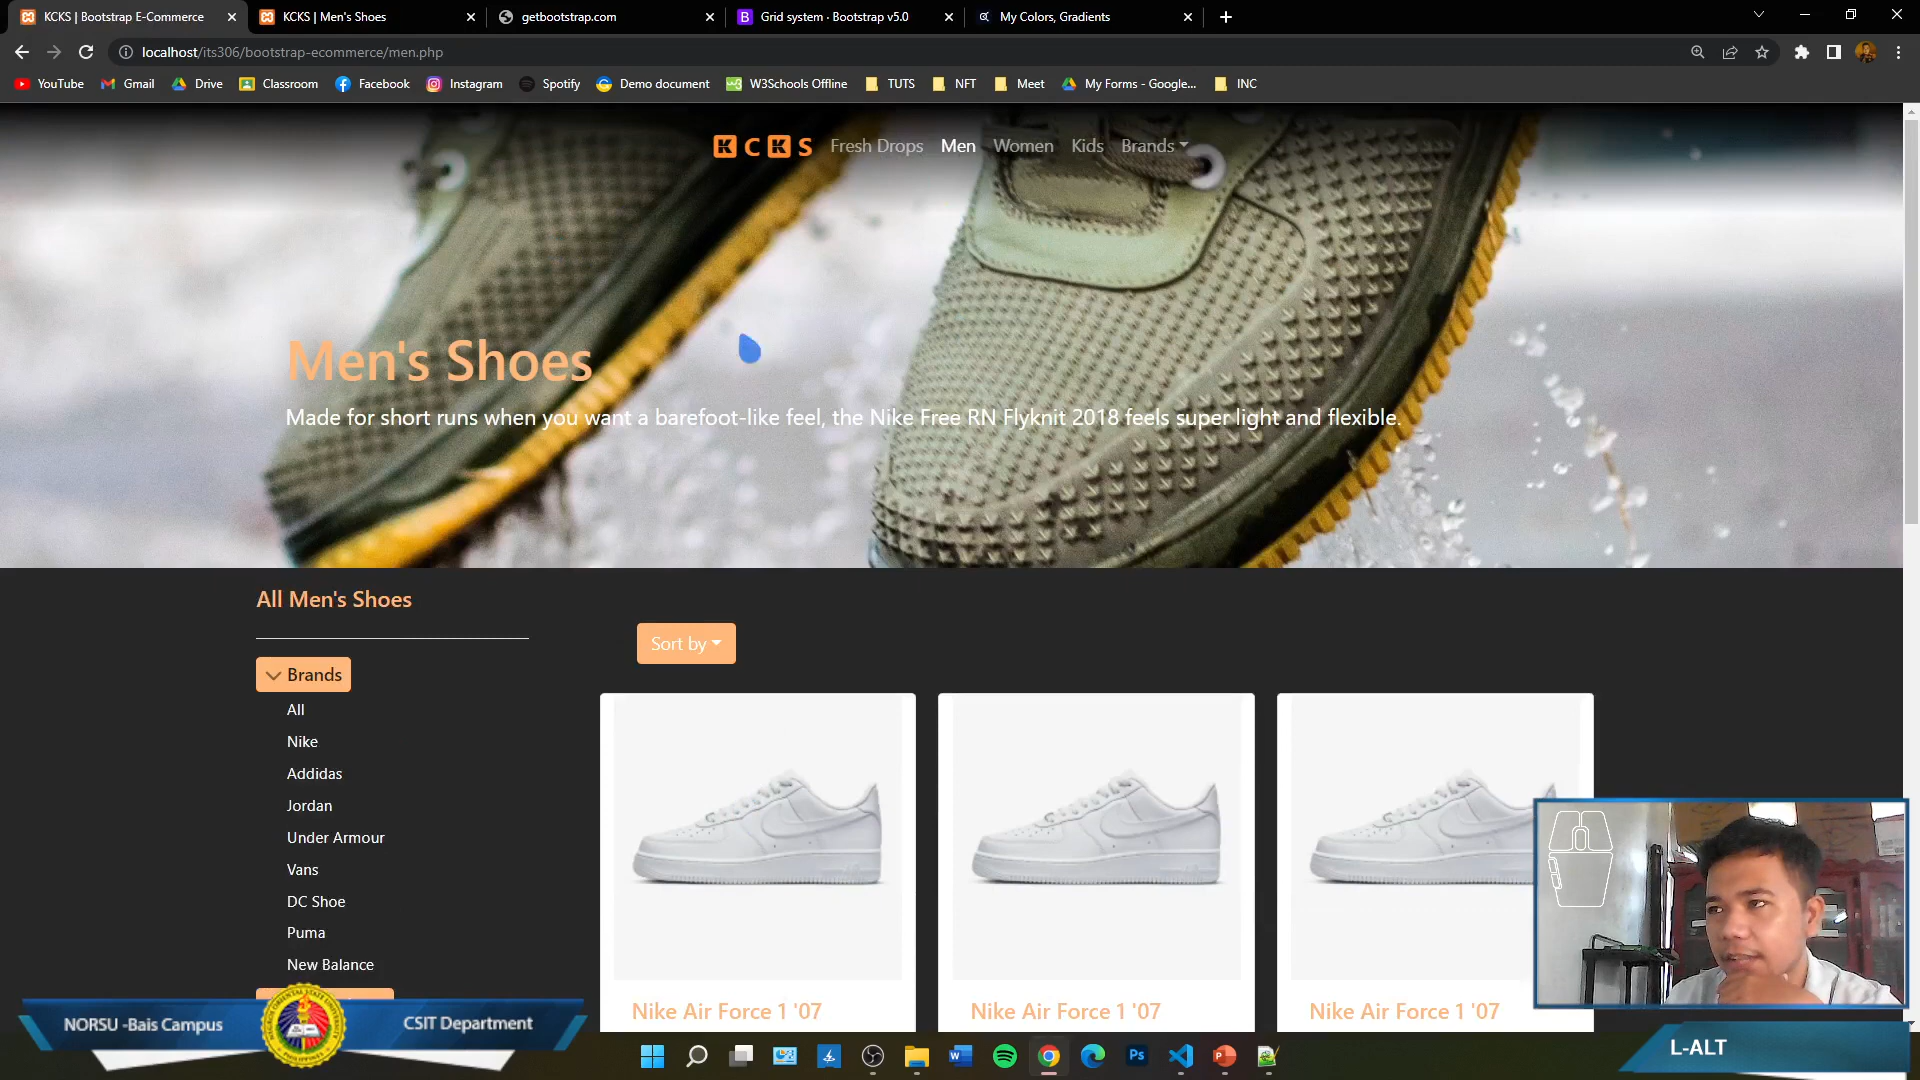 KCKS | Bootstrap E-Commerce
KCKS | Men's Shoes
getbootstrap.com
Grid system · Bootstrap v5.0
My Colors, Gradients
localhost/its306/bootstrap-ecommerce/men.php
YouTube
Gmail
Drive
Classroom
Facebook
Instagram
Spotify
Demo document
W3Schools Offline
TUTS
NFT
Meet
My Forms - Google...
INC
K C K S
Fresh Drops
Men
Women
Kids
Brands
Men's Shoes
Made for short runs when you want a barefoot-like feel, the Nike Free RN Flyknit 2018 feels super light and flexible.
All Men's Shoes
Sort by
Brands
All
Nike
Addidas
Jordan
Under Armour
Vans
DC Shoe
Puma
New Balance
Nike Air Force 1 '07
Nike Air Force 1 '07
Nike Air Force 1 '07
NORSU -Bais Campus
CSIT Department
L-ALT